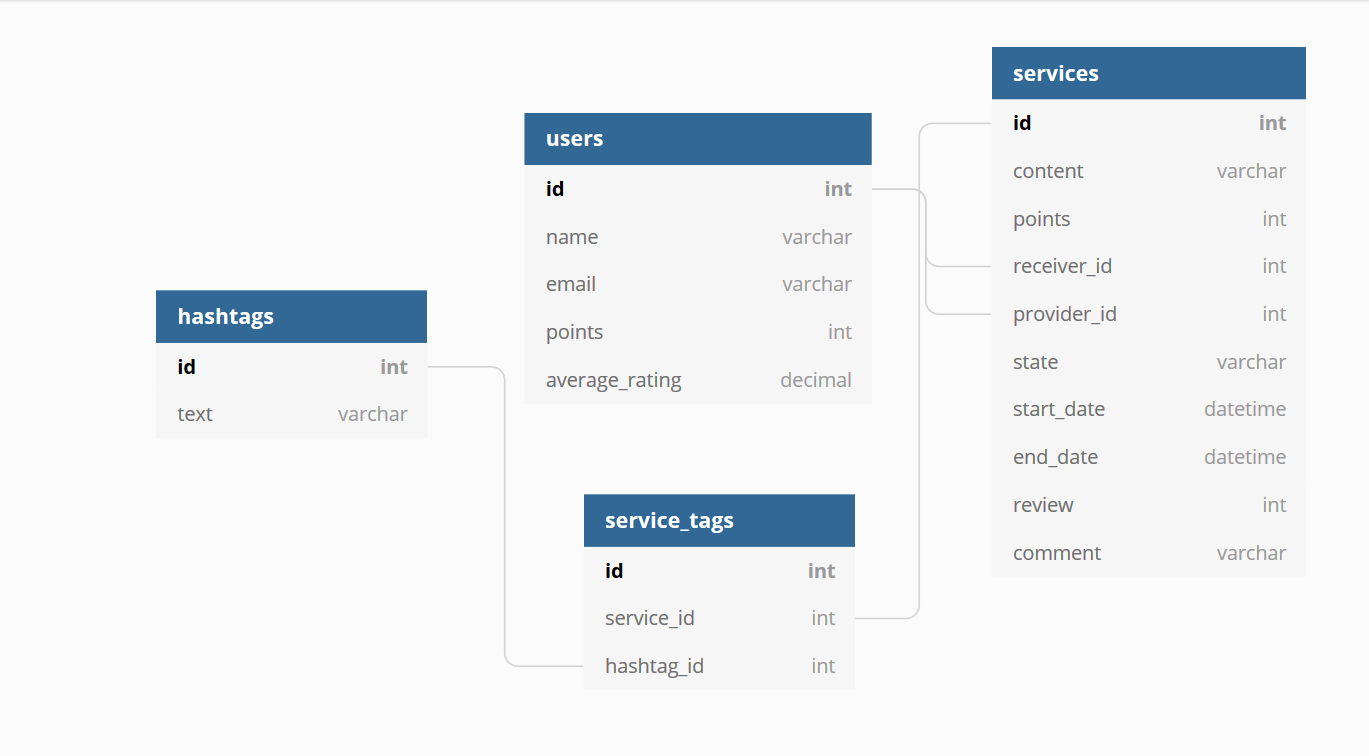 services
id int
content varchar
points int
receiver_id int
provider_id int
state varchar
start_date datetime
end_date datetime
review int
comment varchar
users
id int
name varchar
email varchar
points int
average_rating decimal
hashtags
id int
text varchar
service_tags
id int
service_id int
hashtag_id int